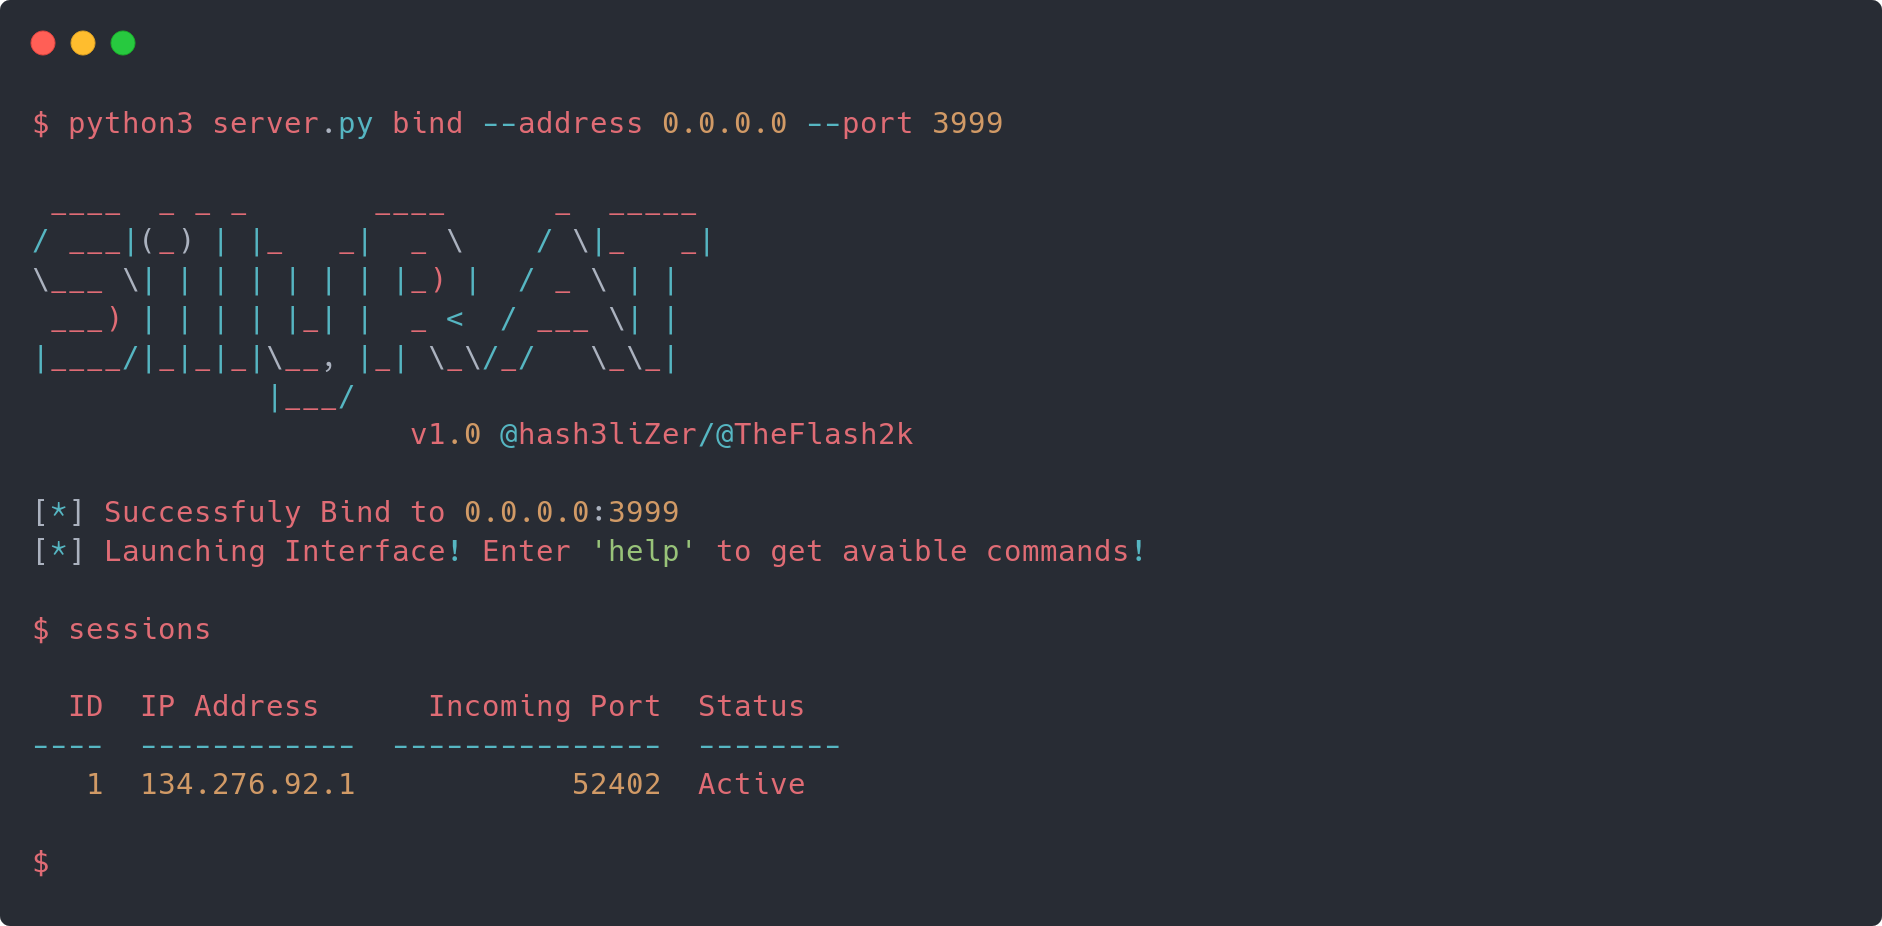 $ python3 server.py bind --address 0.0.0.0 --port 3999
 ____  _ _ _       ____      _  _____
/ ___|(_) | |_   _|  _ \    / \|_   _|
\___ \| | | | | | | |_) |  / _ \ | |
 ___) | | | | |_| |  _ <  / ___ \| |
|____/|_|_|_|\__, |_| \_\/_/   \_\_|
             |___/
                     v1.0 @hash3liZer/@TheFlash2k
[*] Successfuly Bind to 0.0.0.0:3999
[*] Launching Interface! Enter 'help' to get avaible commands!
$ sessions
  ID  IP Address      Incoming Port  Status
----  ------------  ---------------  --------
   1  134.276.92.1            52402  Active
$